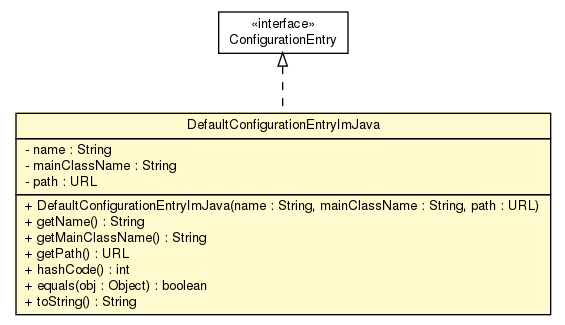 «interface»
ConfigurationEntry
DefaultConfigurationEntryImJava
- name : String
- mainClassName : String
- path : URL
+ DefaultConfigurationEntryImJava(name : String, mainClassName : String, path : URL)
+ getName() : String
+ getMainClassName() : String
+ getPath() : URL
+ hashCode() : int
+ equals(obj : Object) : boolean
+ toString() : String